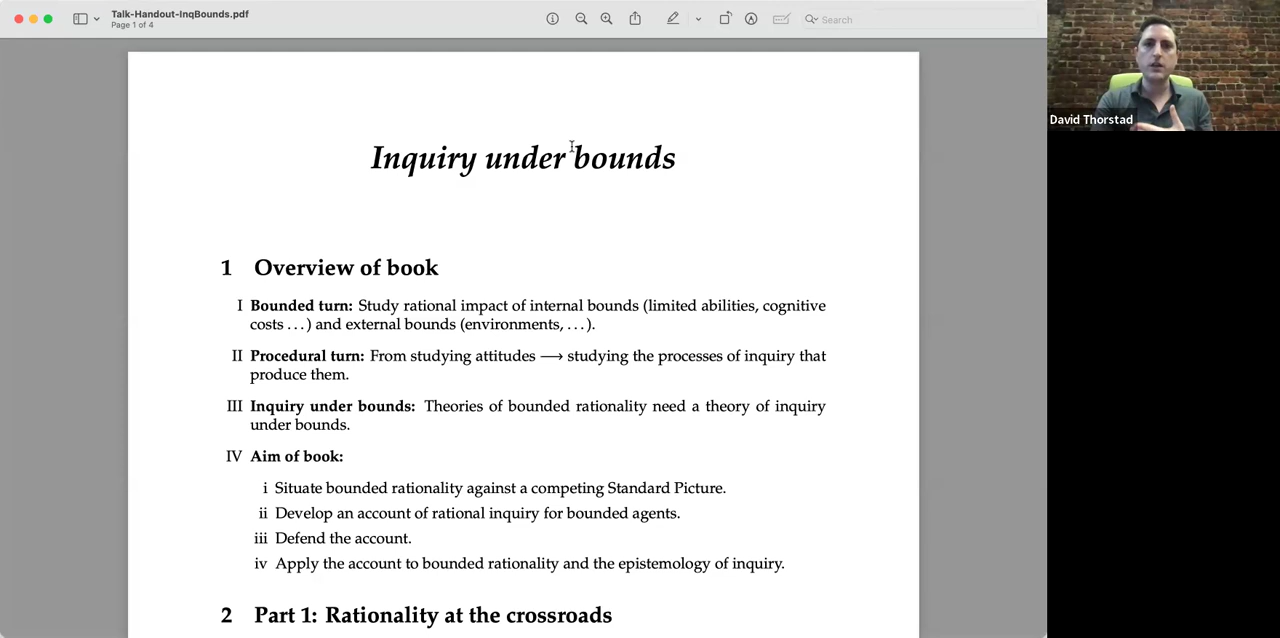 Talk-Handout-InqBounds.pdf
Page 1 of 4
Search
David Thorstad
Inquiry under bounds
1 Overview of book
I Bounded turn: Study rational impact of internal bounds (limited abilities, cognitive
costs . . . ) and external bounds (environments, . . . ).
II Procedural turn: From studying attitudes ⟶ studying the processes of inquiry that
produce them.
III Inquiry under bounds: Theories of bounded rationality need a theory of inquiry
under bounds.
IV Aim of book:
i Situate bounded rationality against a competing Standard Picture.
ii Develop an account of rational inquiry for bounded agents.
iii Defend the account.
iv Apply the account to bounded rationality and the epistemology of inquiry.
2 Part 1: Rationality at the crossroads